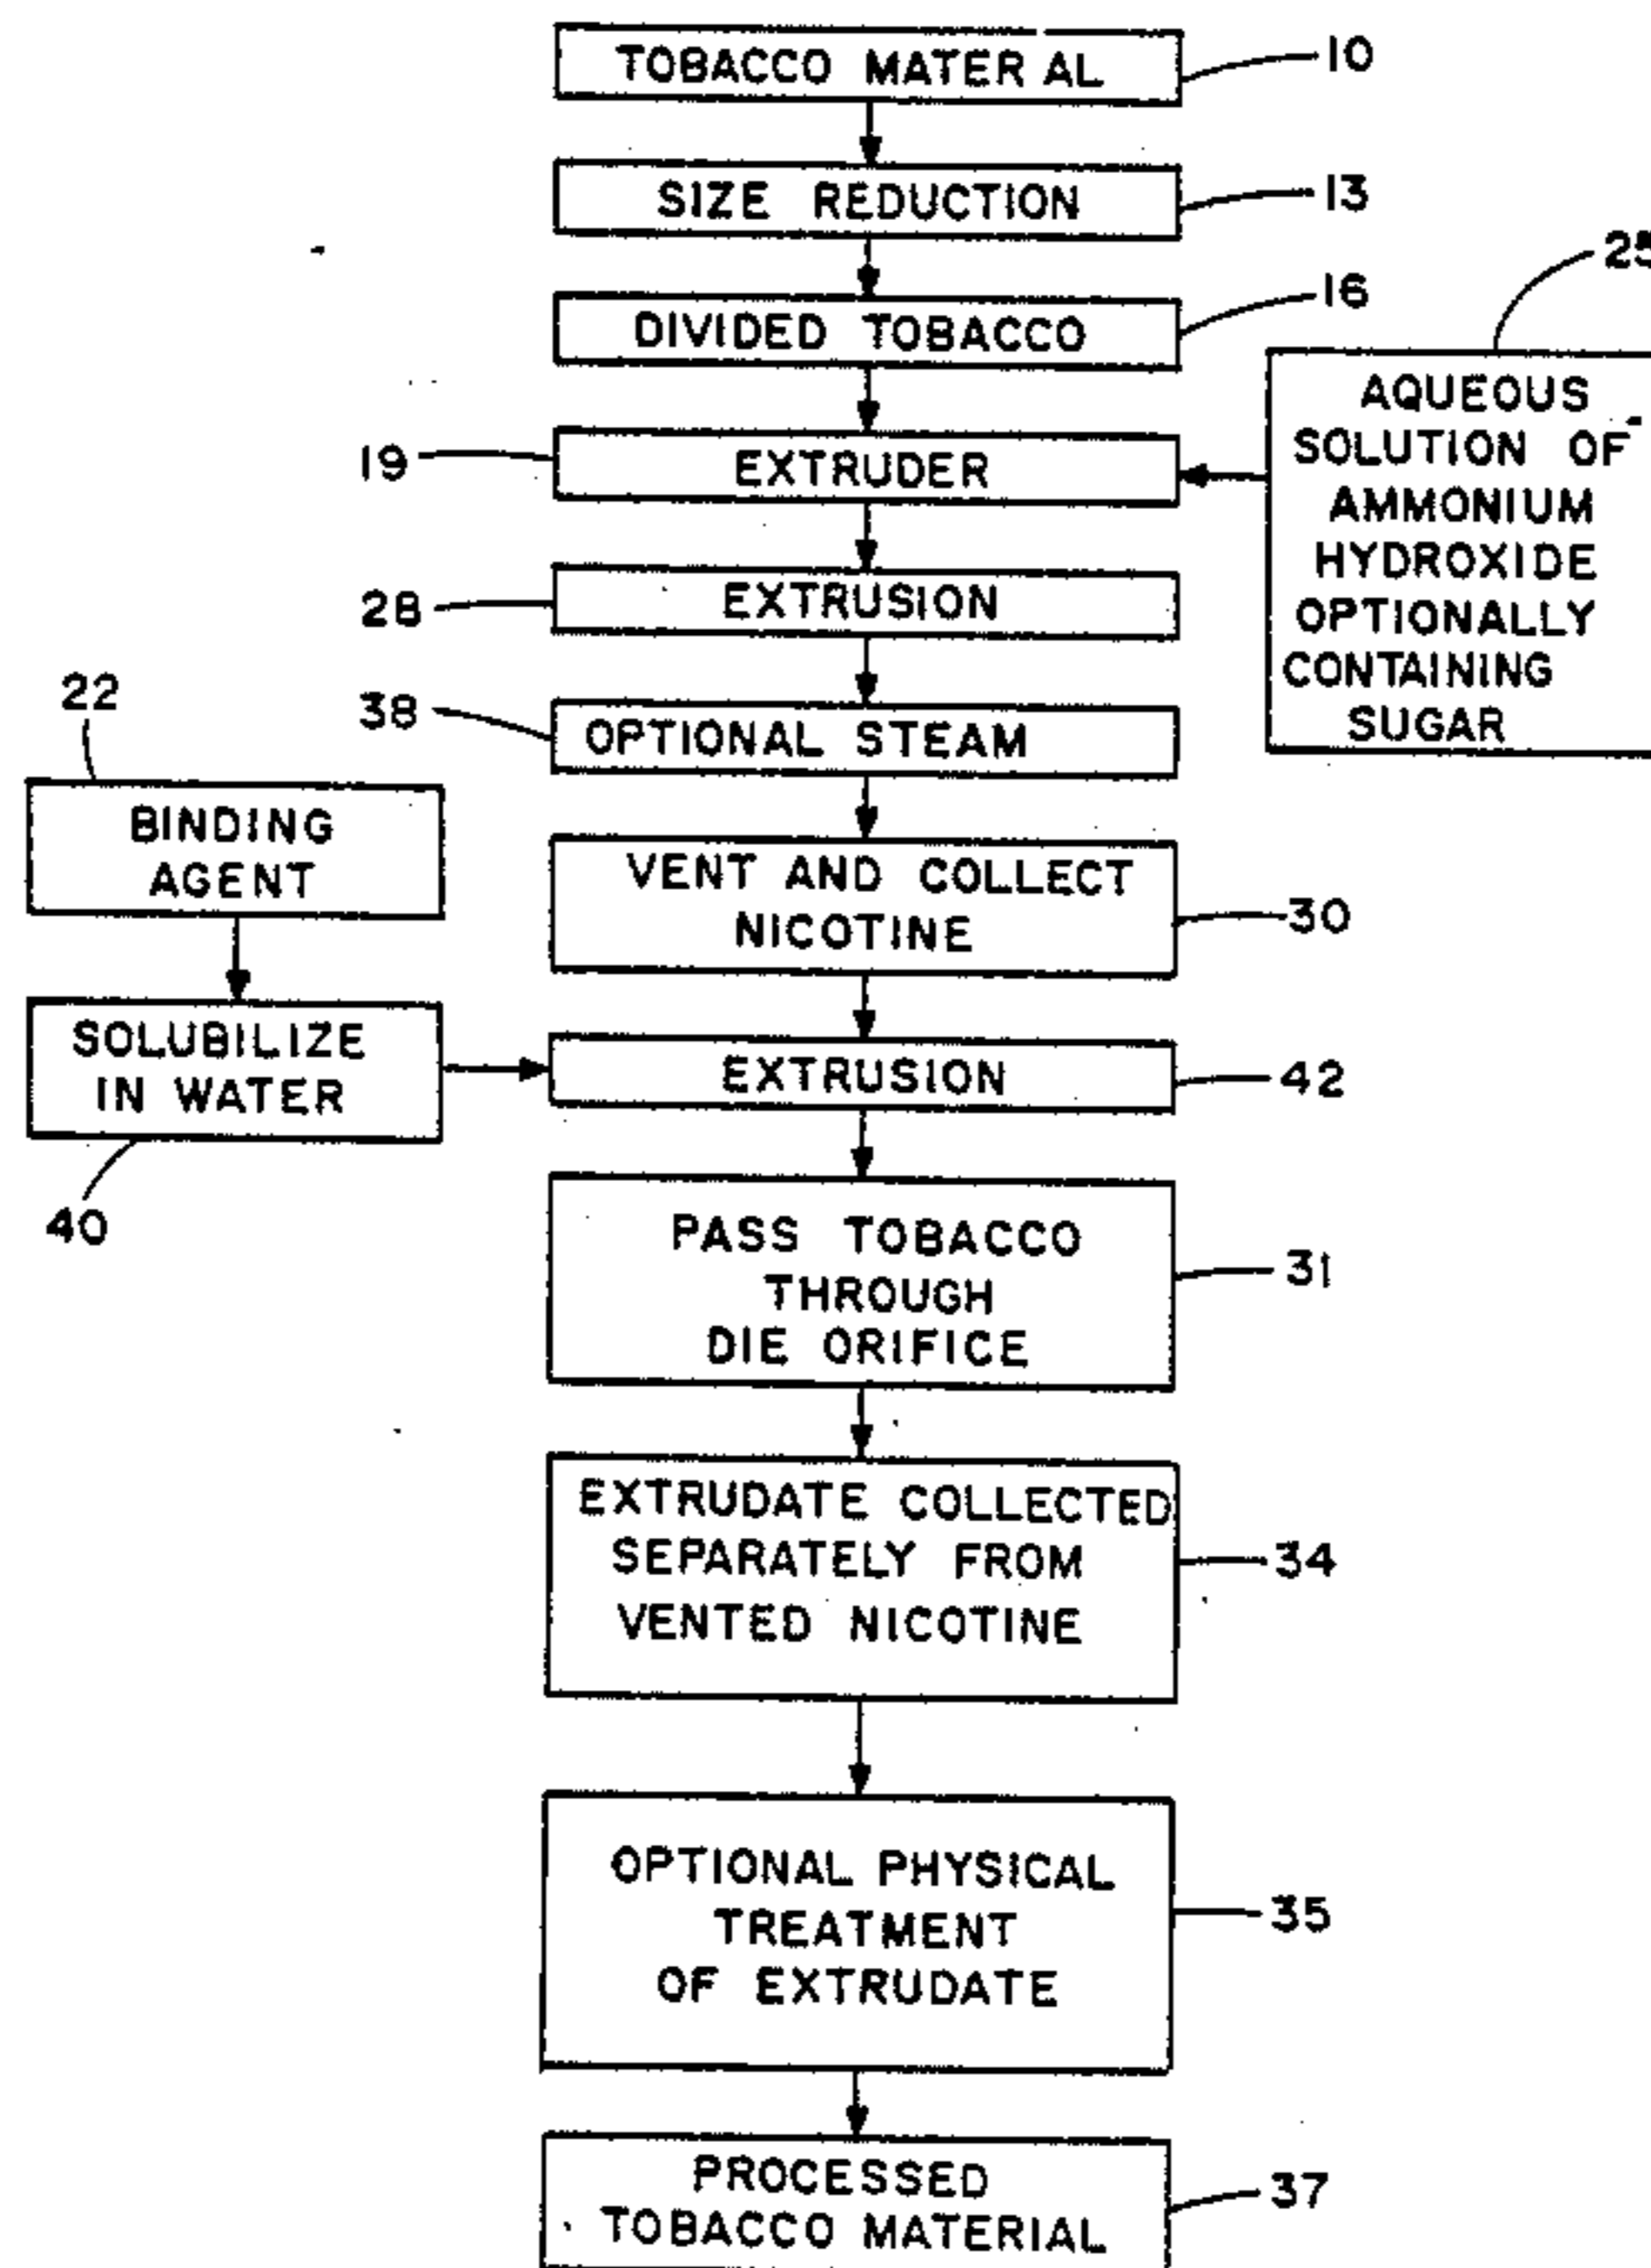 TOBACCO MATER AL
10
SIZE REDUCTION
13
DIVIDED TOBACCO
16
25
AQUEOUS
SOLUTION OF
AMMONIUM
HYDROXIDE
OPTIONALLY
CONTAINING
SUGAR
19
EXTRUDER
28
EXTRUSION
38
OPTIONAL STEAM
22
BINDING
AGENT
VENT AND COLLECT
NICOTINE
30
SOLUBILIZE
IN WATER
40
EXTRUSION
42
PASS TOBACCO
THROUGH
DIE ORIFICE
31
EXTRUDATE COLLECTED
SEPARATELY FROM
VENTED NICOTINE
34
OPTIONAL PHYSICAL
TREATMENT
OF EXTRUDATE
35
PROCESSED
TOBACCO MATERIAL
37